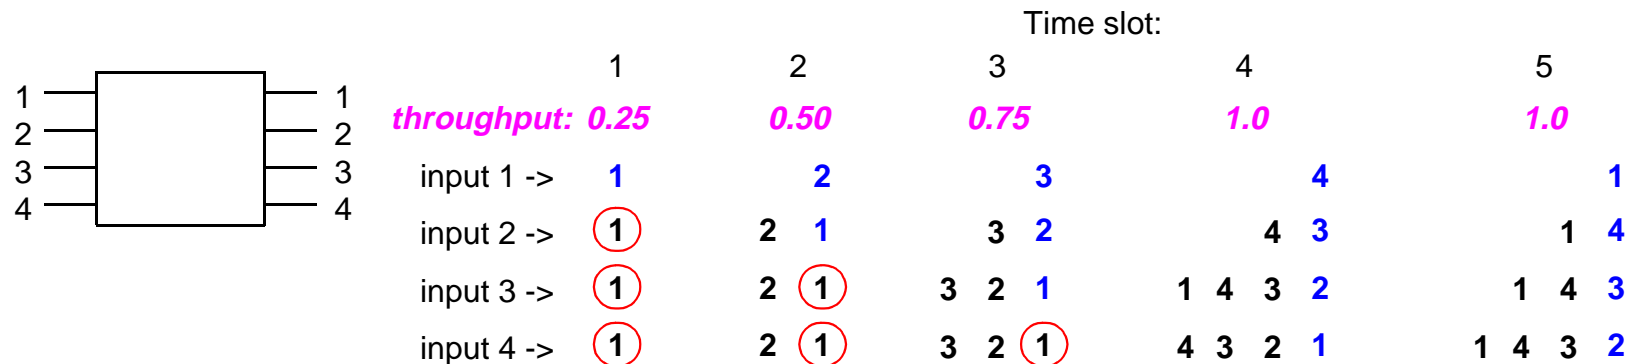 Time slot:
1 2 3 4 5
throughput: 0.25 0.50 0.75 1.0 1.0
1 1
2 2
3 3
4 4
input 1 -> 1 2 3 4 1
input 2 -> 1 2 1 3 2 4 3 1 4
input 3 -> 1 2 1 3 2 1 1 4 3 2 1 4 3
input 4 -> 1 2 1 3 2 1 4 3 2 1 1 4 3 2